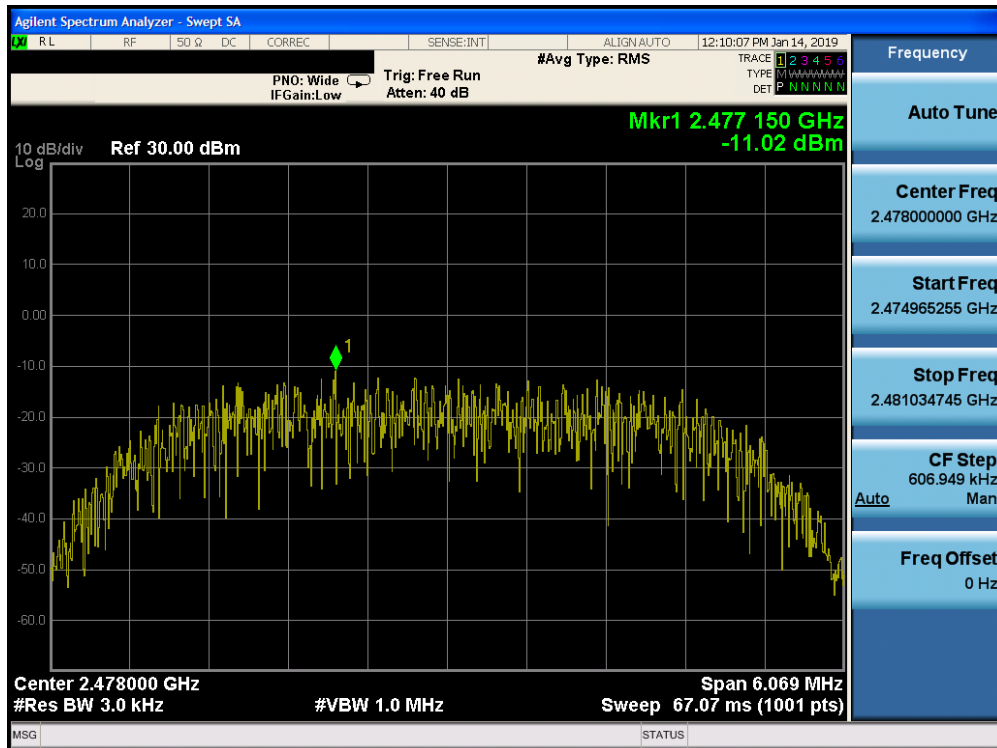 Agilent Spectrum Analyzer - Swept SA
LXI RL RF 50 Ω DC CORREC SENSE:INT ALIGN AUTO 12:10:07 PM Jan 14, 2019
#Avg Type: RMS TRACE 1 2 3 4 5 6
PNO: Wide Trig: Free Run TYPE M WWWWW
IFGain:Low Atten: 40 dB DET P N N N N N
Mkr1 2.477 150 GHz
-11.02 dBm
10 dB/div Ref 30.00 dBm
Log
20.0
10.0
0.00
-10.0
1
-20.0
-30.0
-40.0
-50.0
-60.0
Center 2.478000 GHz Span 6.069 MHz
#Res BW 3.0 kHz #VBW 1.0 MHz Sweep 67.07 ms (1001 pts)
MSG STATUS
Frequency
Auto Tune
Center Freq
2.478000000 GHz
Start Freq
2.474965255 GHz
Stop Freq
2.481034745 GHz
CF Step
606.949 kHz
Auto Man
Freq Offset
0 Hz